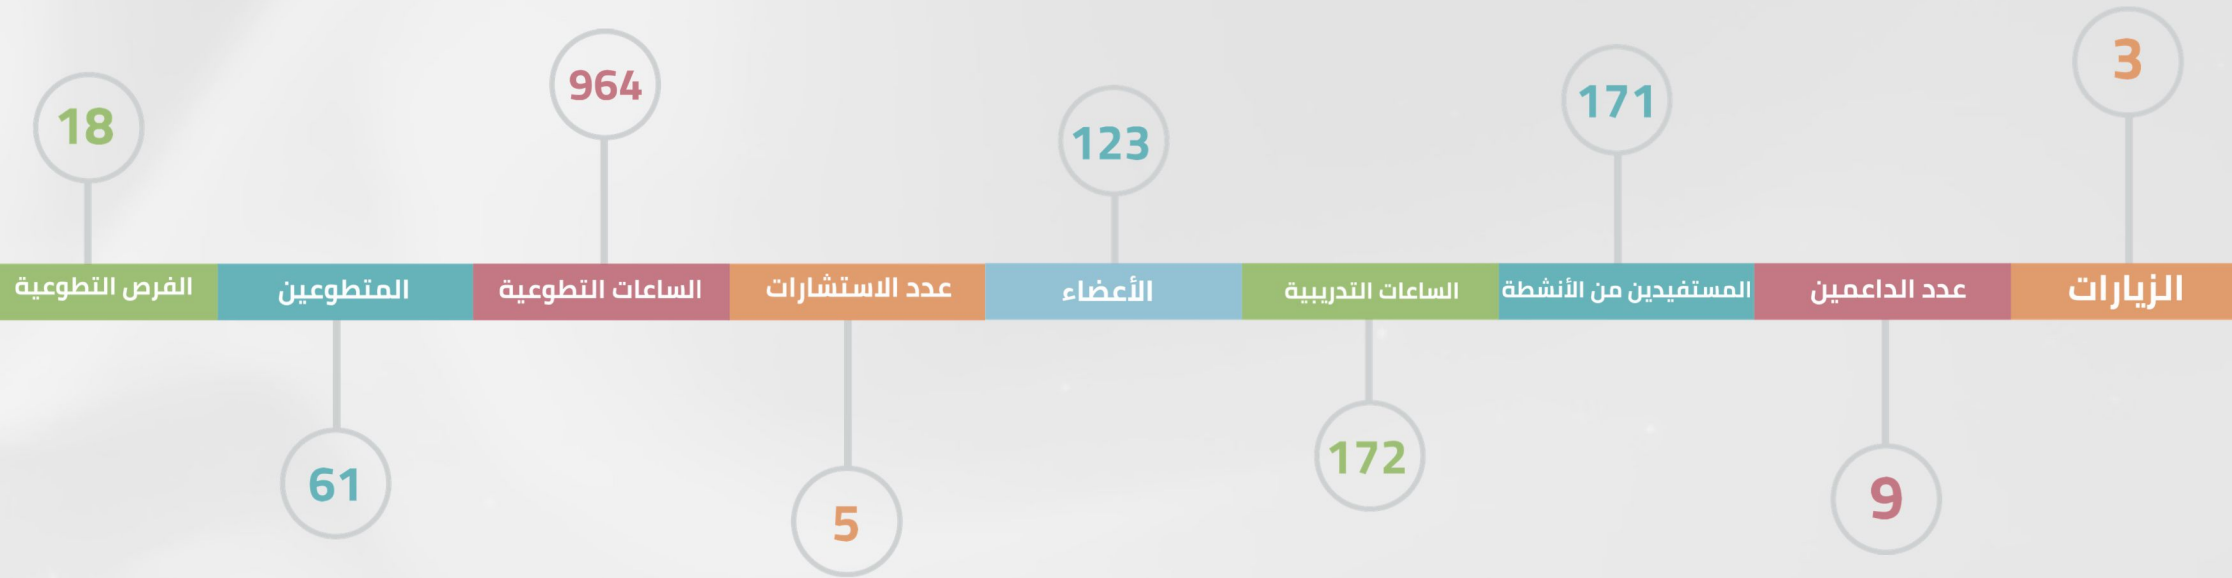 3
الزيارات
عدد الداعمين
9
171
المستفيدين من الأنشطة
الساعات التدريبية
172
123
الأعضاء
عدد الاستشارات
5
964
الساعات التطوعية
المتطوعين
61
18
الفرص التطوعية